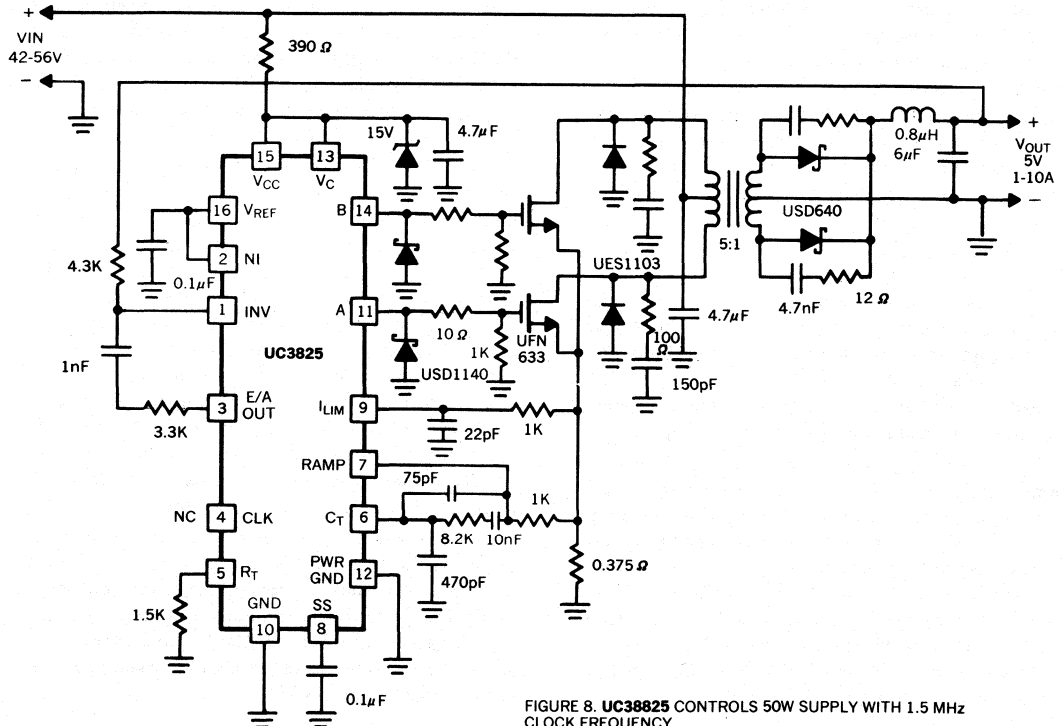 +
VIN
42-56V
−
390 Ω
15V
4.7μF
15
VCC
13
VC
16
VREF
B
14
2
NI
0.1μF
4.3K
1
INV
A
11
10 Ω
1K
UC3825
USD1140
UFN
633
UES1103
5:1
USD640
0.8μH
6μF
+
VOUT
5V
1-10A
−
4.7nF
12 Ω
4.7μF
100
Ω
150pF
1nF
3
E/A
OUT
3.3K
ILIM
9
22pF
1K
RAMP
7
75pF
NC
4
CLK
CT
6
8.2K
10nF
1K
470pF
0.375 Ω
5
RT
PWR
GND
12
1.5K
GND
10
SS
8
0.1μF
FIGURE 8. UC38825 CONTROLS 50W SUPPLY WITH 1.5 MHz
CLOCK FREQUENCY